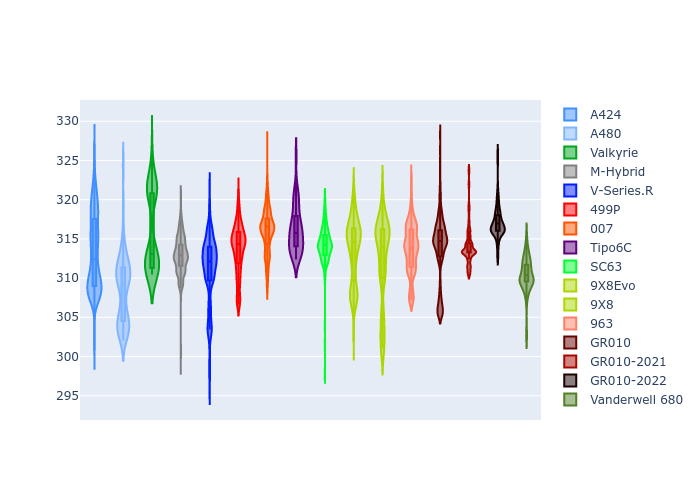 330
325
320
315
310
305
300
295
A424
A480
Valkyrie
M-Hybrid
V-Series.R
499P
007
Tipo6C
SC63
9X8Evo
9X8
963
GR010
GR010-2021
GR010-2022
Vanderwell 680